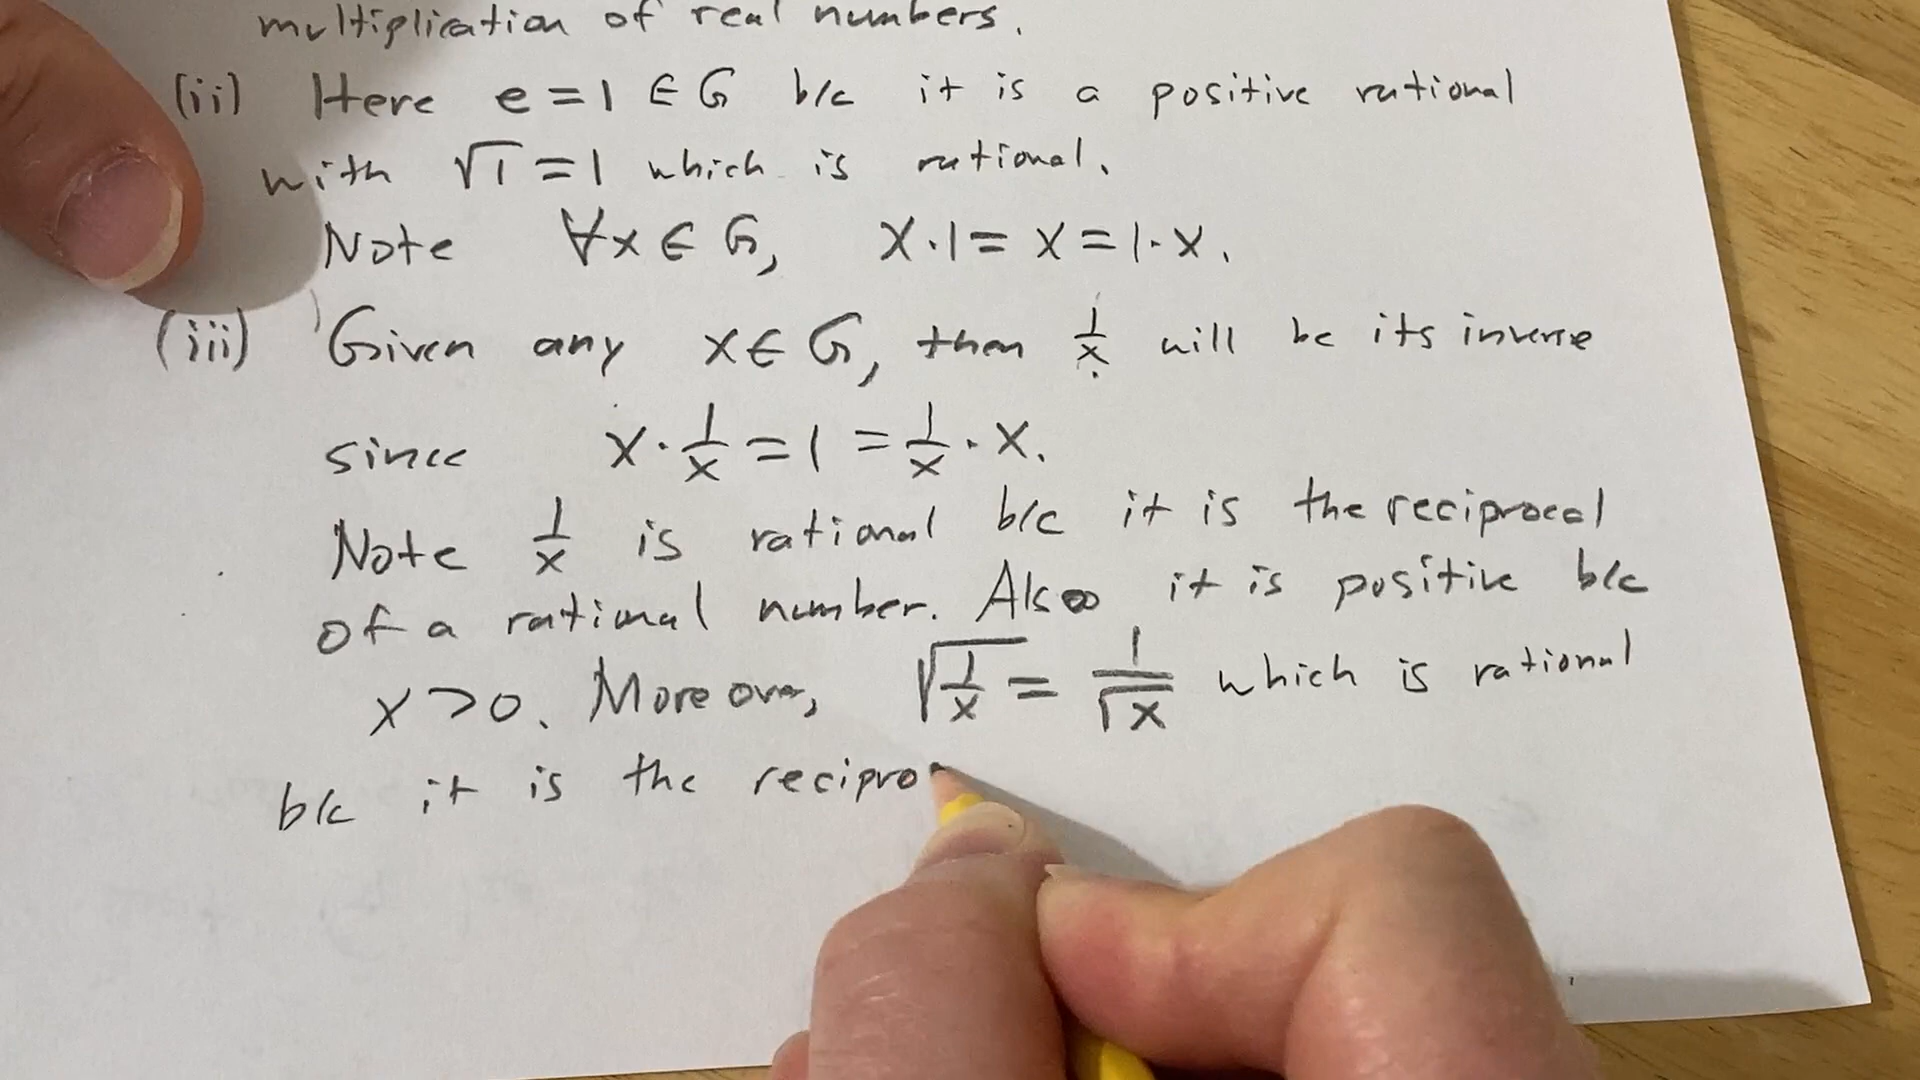 multiplication of real numbers.
(ii) Here e = 1 ∈ G b/c it is a positive rational
with √1 = 1 which is rational.
Note ∀x ∈ G, x · 1 = x = 1 · x.
(iii) Given any x ∈ G, then 1/x will be its inverse
since x · 1/x = 1 = 1/x · x.
Note 1/x is rational b/c it is the reciprocal
of a rational number. Also it is positive b/c
x > 0. Moreover, √(1/x) = 1/√x which is rational
b/c it is the recipro